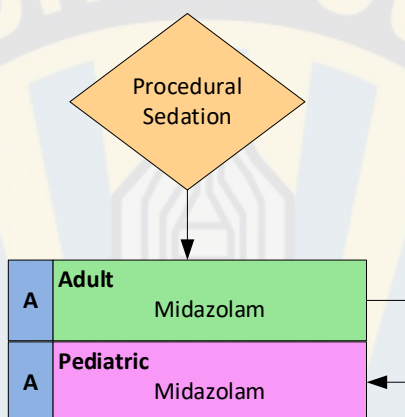 Procedural
Sedation
A
Adult
Midazolam
A
Pediatric
Midazolam